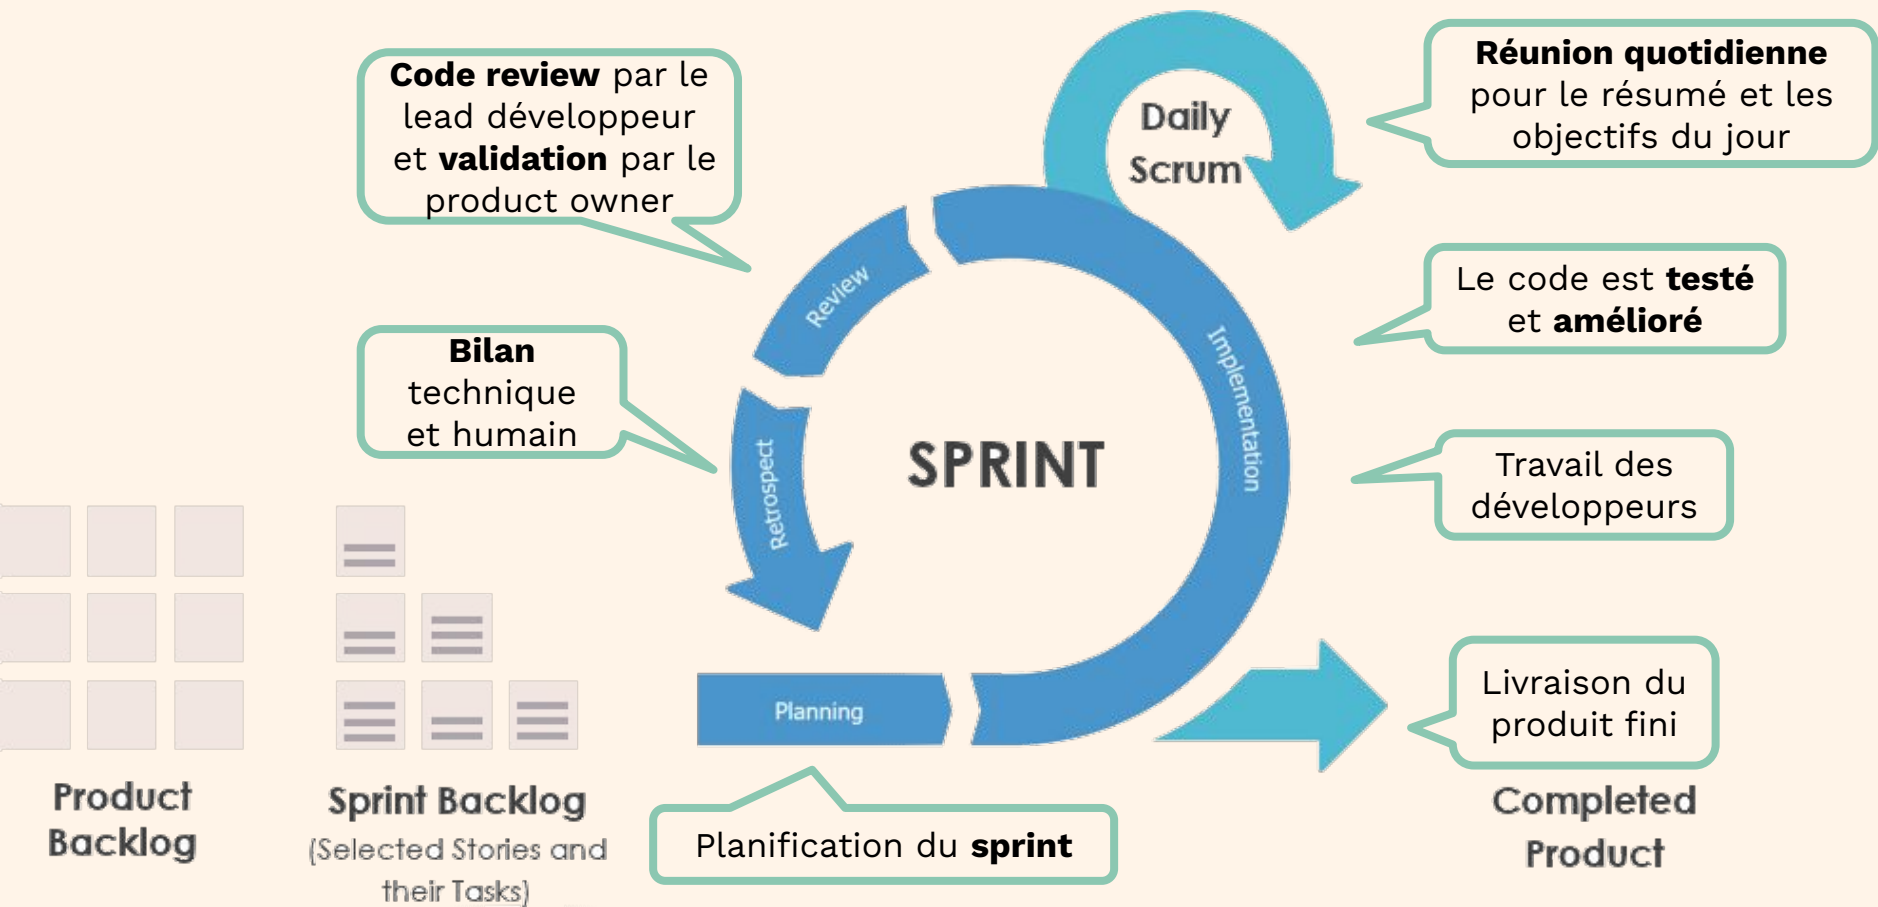 Code review par le
lead développeur
et validation par le
product owner
Daily
Scrum
Réunion quotidienne
pour le résumé et les
objectifs du jour
Review
Implementation
Le code est testé
et amélioré
Bilan
technique
et humain
Retrospect
SPRINT
Travail des
développeurs
Planning
Livraison du
produit fini
Product
Backlog
Sprint Backlog
(Selected Stories and
their Tasks)
Planification du sprint
Completed
Product